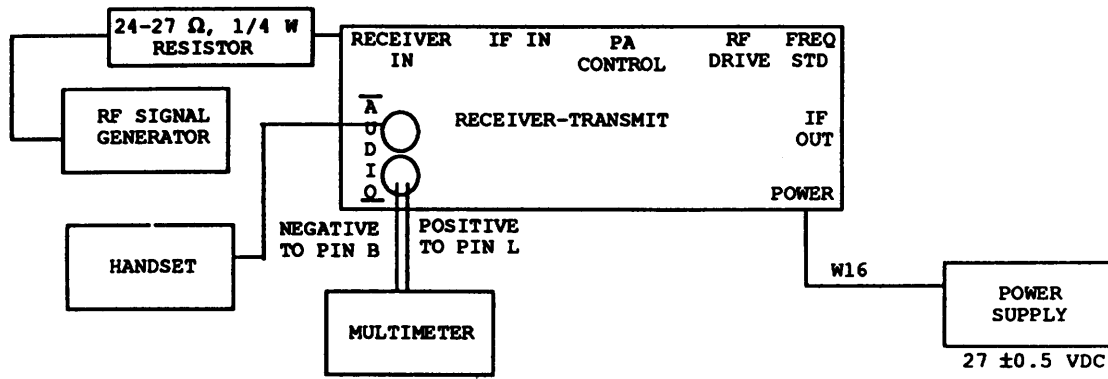 24-27 Ω, 1/4 W
RESISTOR
RECEIVER
IN
IF IN
PA
CONTROL
RF
DRIVE
FREQ
STD
RF SIGNAL
GENERATOR
AUDIO
RECEIVER-TRANSMIT
IF
OUT
POWER
NEGATIVE
TO PIN B
POSITIVE
TO PIN L
HANDSET
MULTIMETER
W16
POWER
SUPPLY
27 ±0.5 VDC